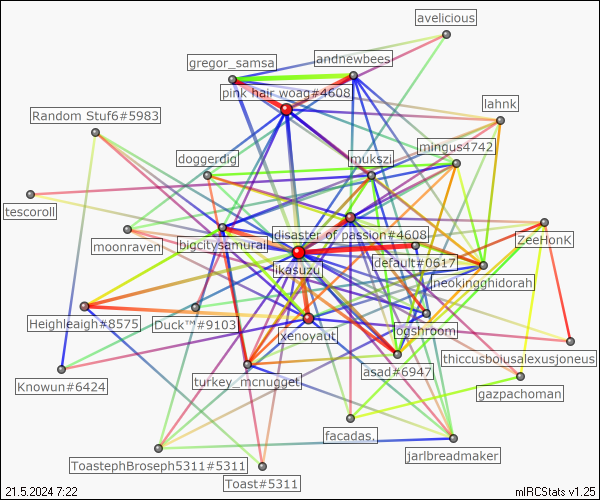 avelicious
gregor_samsa
andnewbees
pink hair woag#4608
lahnk
Random Stuf6#5983
mingus4742
doggerdig
mukszi
tescoroll
moonraven
bigcitysamurai
disaster of passion#4608
ZeeHonK
ikasuzu
default#0617
neokingghidorah
Heighleaigh#8575
Duck™#9103
xenoyaut
ogshroom
thiccusboiusalexusjoneus
Knowun#6424
turkey_mcnugget
asad#6947
gazpachoman
facadas.
jarlbreadmaker
ToastephBroseph5311#5311
Toast#5311
21.5.2024 7:22
mIRCStats v1.25